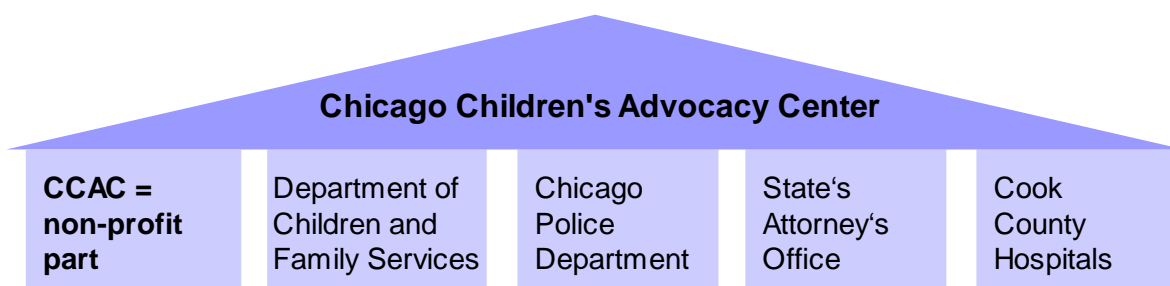 Chicago Children's Advocacy Center
CCAC =
non-profit
part
Department of
Children and
Family Services
Chicago
Police
Department
State‘s
Attorney‘s
Office
Cook
County
Hospitals